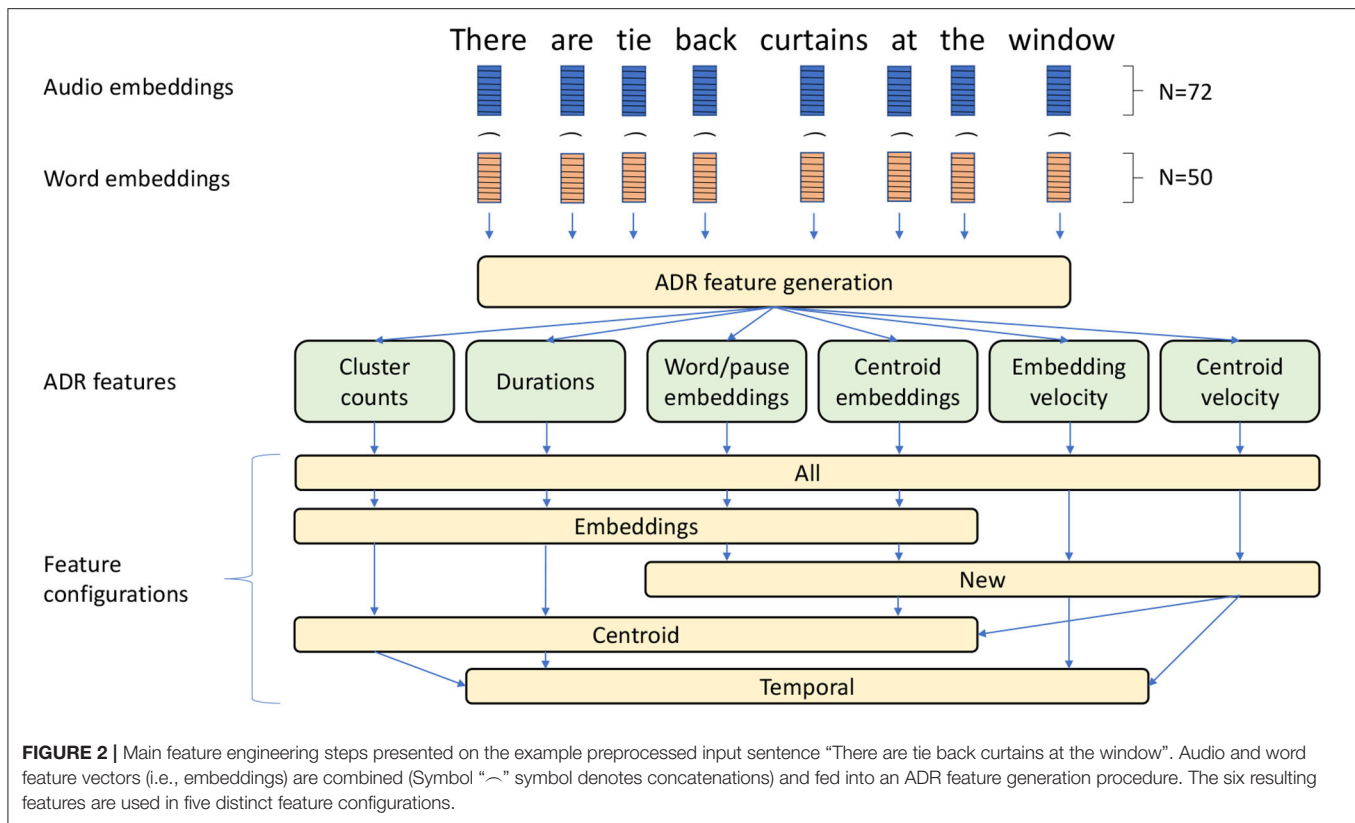 There are tie back curtains at the window
Audio embeddings
N=72
Word embeddings
N=50
ADR feature generation
ADR features
Cluster
counts
Durations
Word/pause
embeddings
Centroid
embeddings
Embedding
velocity
Centroid
velocity
All
Embeddings
Feature
configurations
New
Centroid
Temporal
FIGURE 2 | Main feature engineering steps presented on the example preprocessed input sentence “There are tie back curtains at the window”. Audio and word
feature vectors (i.e., embeddings) are combined (Symbol “⌢” symbol denotes concatenations) and fed into an ADR feature generation procedure. The six resulting
features are used in five distinct feature configurations.